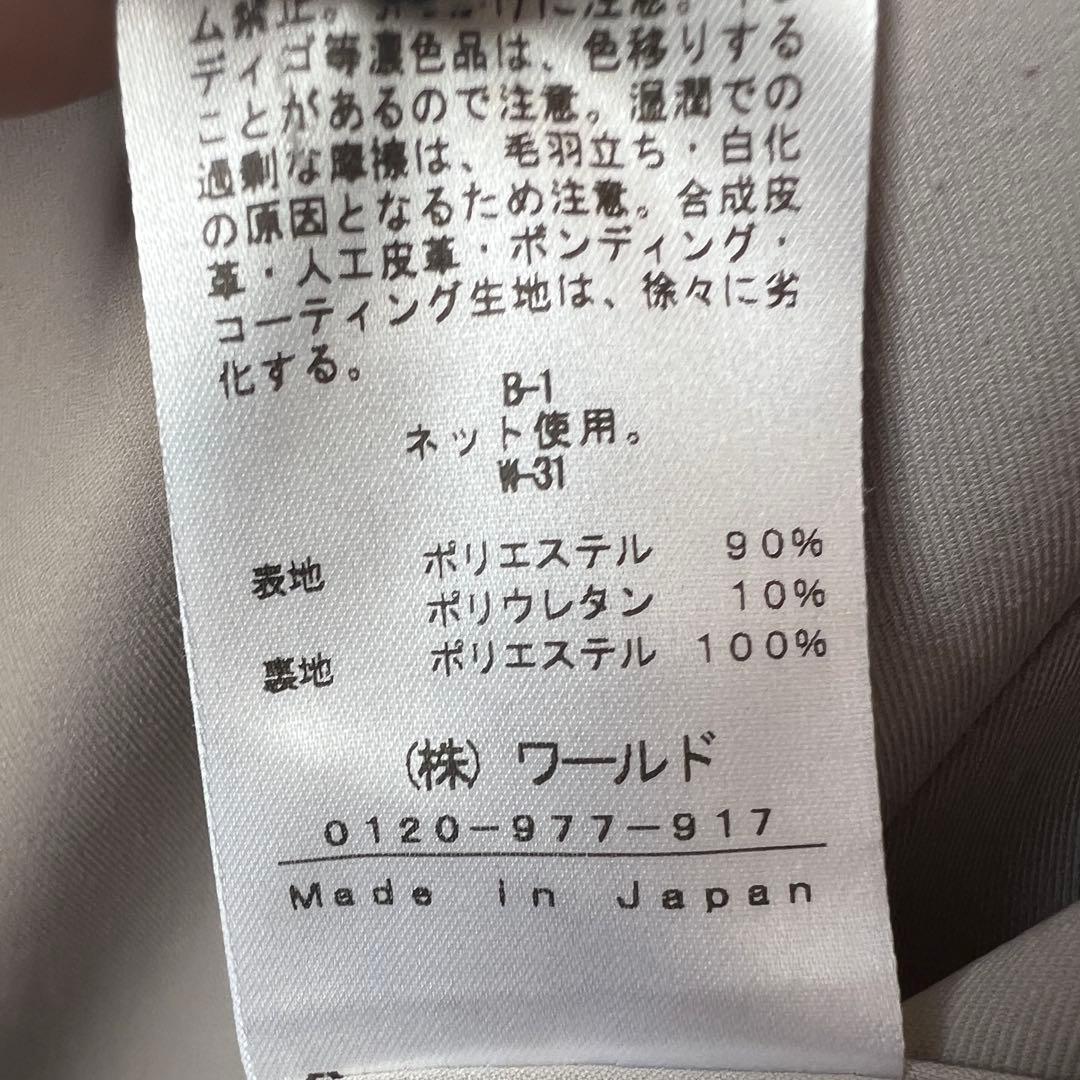 ム禁止。
ディゴ等濃色品は、色移りする
ことがあるので注意。温潤での
過剰な摩擦は、毛羽立ち・白化
の原因となるため注意。合成皮
革・人工皮革・ボンディング・
コーティング生地は、徐々に劣
化する。
B-1
ネット使用。
W-31
表地 ポリエステル 90%
ポリウレタン 10%
裏地 ポリエステル 100%
(株) ワールド
0120-977-917
Made in Japan